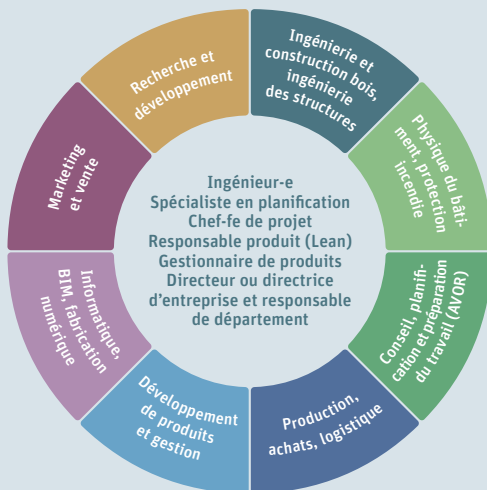 Ingénierie et
construction bois,
ingénierie
des structures
Physique du bâti-
ment, protection
incendie
Conseil, planifi-
cation et préparation
du travail (AVOR)
Production,
achats, logistique
Développement
de produits
et gestion
Informatique,
BIM, fabrication
numérique
Marketing
et vente
Recherche et
développement
Ingénieur-e
Spécialiste en planification
Chef-fe de projet
Responsable produit (Lean)
Gestionnaire de produits
Directeur ou directrice
d'entreprise et responsable
de département